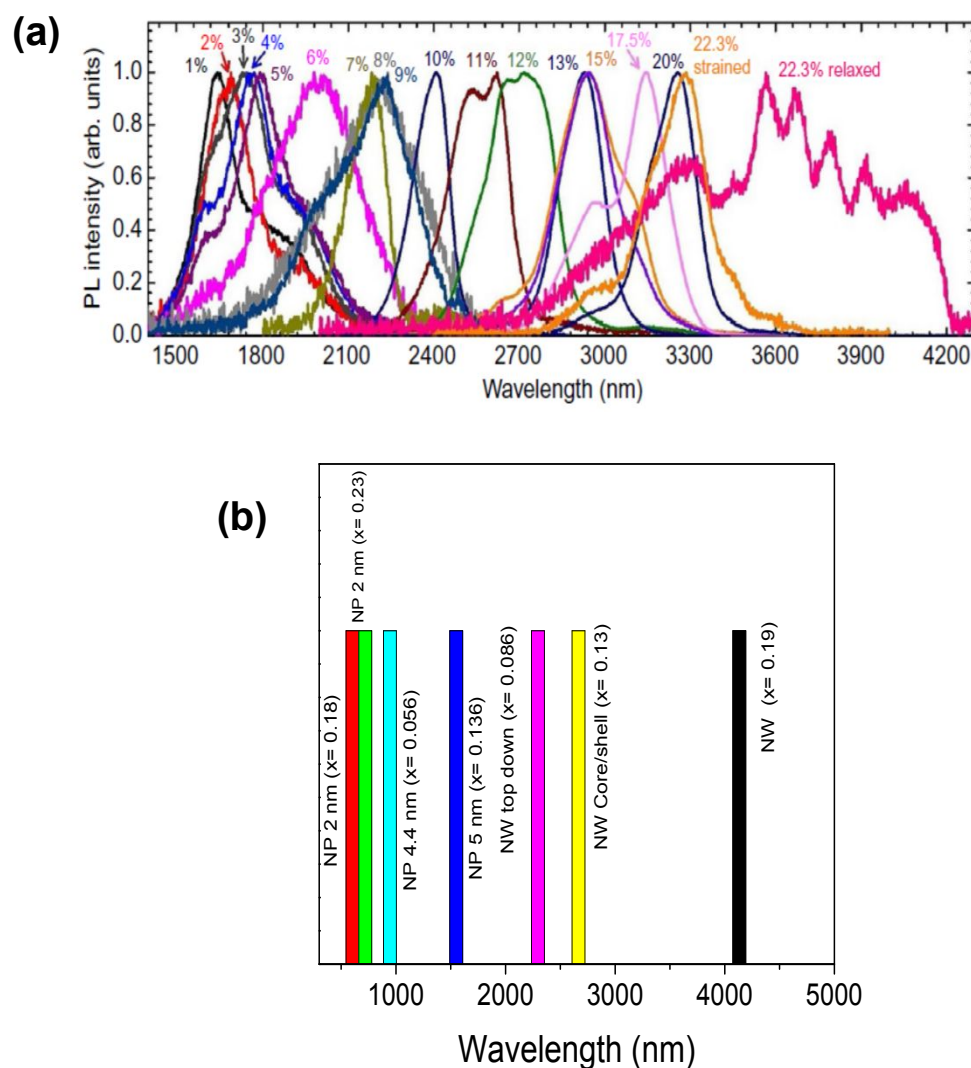 (a)
1%
2%
3%
4%
5%
6%
7%
8%
9%
10%
11%
12%
13%
15%
17.5%
20%
22.3%
strained
22.3% relaxed
PL intensity (arb. units)
1.0
0.8
0.6
0.4
0.2
0.0
1500 1800 2100 2400 2700 3000 3300 3600 3900 4200
Wavelength (nm)
(b)
NP 2 nm (x= 0.18)
NP 2 nm (x= 0.23)
NP 4.4 nm (x= 0.056)
NP 5 nm (x= 0.136)
NW top down (x= 0.086)
NW Core/shell (x= 0.13)
NW (x= 0.19)
1000 2000 3000 4000 5000
Wavelength (nm)